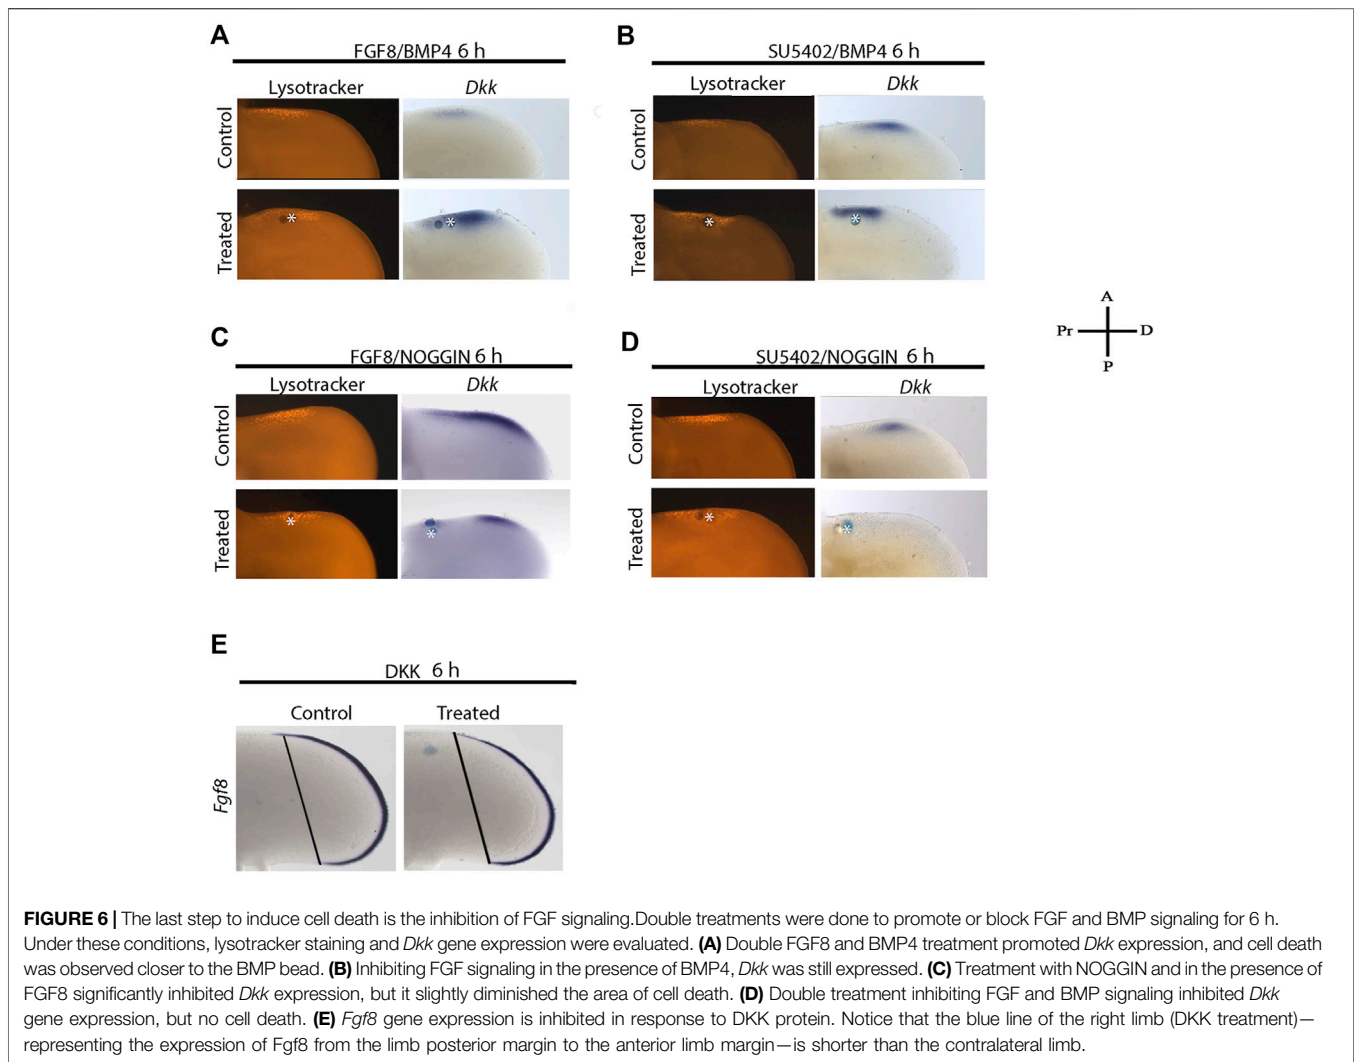 A
FGF8/BMP4 6 h
Lysotracker Dkk
Control
Treated
*
*
B
SU5402/BMP4 6 h
Lysotracker Dkk
Control
Treated
*
*
A
Pr D
P
C
FGF8/NOGGIN 6 h
Lysotracker Dkk
Control
Treated
*
*
D
SU5402/NOGGIN 6 h
Lysotracker Dkk
Control
Treated
*
*
E
DKK 6 h
Control Treated
Fgf8
FIGURE 6 | The last step to induce cell death is the inhibition of FGF signaling.Double treatments were done to promote or block FGF and BMP signaling for 6 h.
Under these conditions, lysotracker staining and Dkk gene expression were evaluated. (A) Double FGF8 and BMP4 treatment promoted Dkk expression, and cell death
was observed closer to the BMP bead. (B) Inhibiting FGF signaling in the presence of BMP4, Dkk was still expressed. (C) Treatment with NOGGIN and in the presence of
FGF8 significantly inhibited Dkk expression, but it slightly diminished the area of cell death. (D) Double treatment inhibiting FGF and BMP signaling inhibited Dkk
gene expression, but no cell death. (E) Fgf8 gene expression is inhibited in response to DKK protein. Notice that the blue line of the right limb (DKK treatment)—
representing the expression of Fgf8 from the limb posterior margin to the anterior limb margin—is shorter than the contralateral limb.